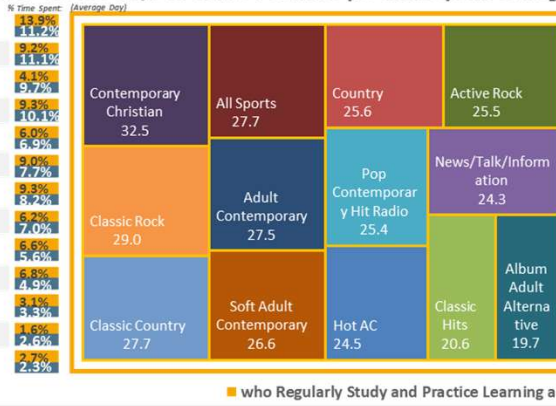 % Time Spent: (Average Day)
13.9%
11.2%
9.2%
11.1%
4.1%
9.7%
9.3%
10.1%
6.0%
6.9%
9.0%
7.7%
9.3%
8.2%
6.2%
7.0%
6.6%
5.6%
6.8%
4.9%
3.1%
3.3%
1.6%
2.6%
2.7%
2.3%
Contemporary
Christian
32.5
All Sports
27.7
Country
25.6
Active Rock
25.5
Classic Rock
29.0
Adult
Contemporary
27.5
Pop
Contemporar
y Hit Radio
25.4
News/Talk/Inform
ation
24.3
Classic Country
27.7
Soft Adult
Contemporary
26.6
Hot AC
24.5
Classic
Hits
20.6
Album
Adult
Alterna
tive
19.7
who Regularly Study and Practice Learning a